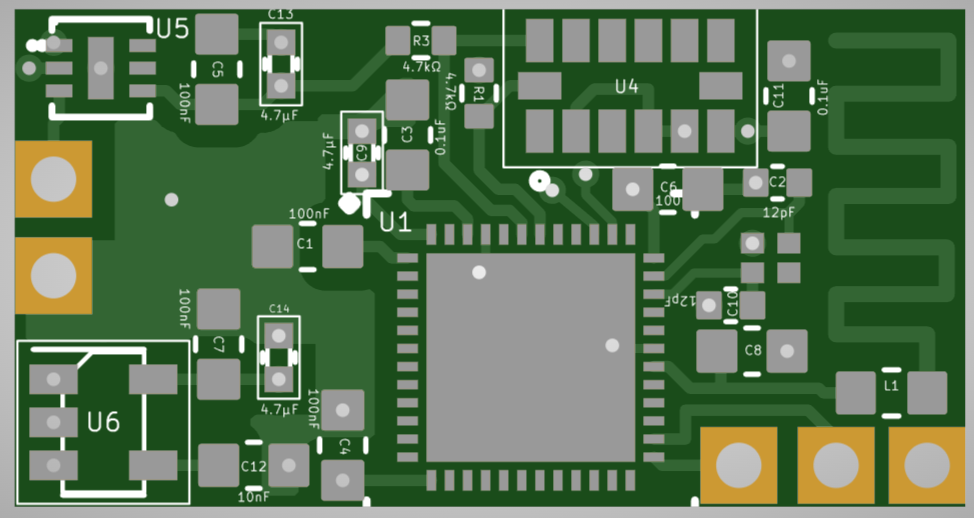 U5
C5
100nF
C13
4.7µF
R3
4.7kΩ
4.7kΩ
R1
U4
C11
0.1uF
4.7µF
C9
C3
0.1uF
C6
100
C2
12pF
U1
100nF
C1
100nF
C7
C14
4.7µF
12pF
C10
C8
L1
U6
100nF
C4
C12
10nF